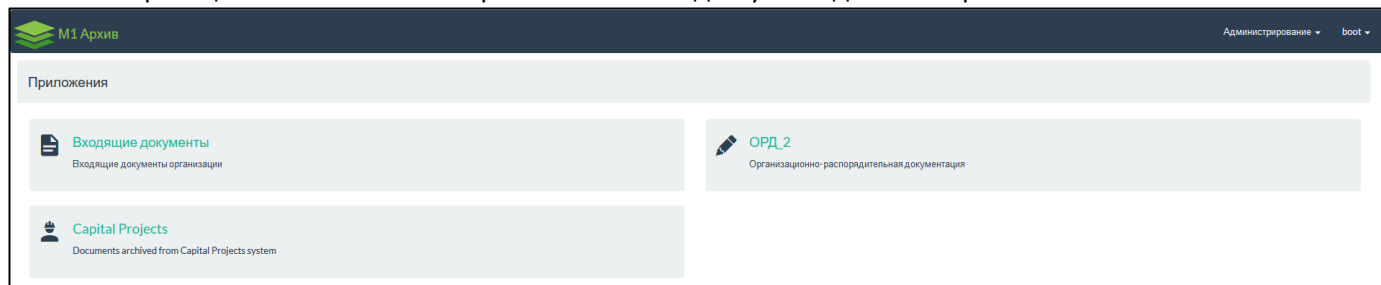 М1 Архив
Администрирование
boot
Приложения
Входящие документы
Входящие документы организации
ОРД_2
Организационно-распорядительная документация
Capital Projects
Documents archived from Capital Projects system